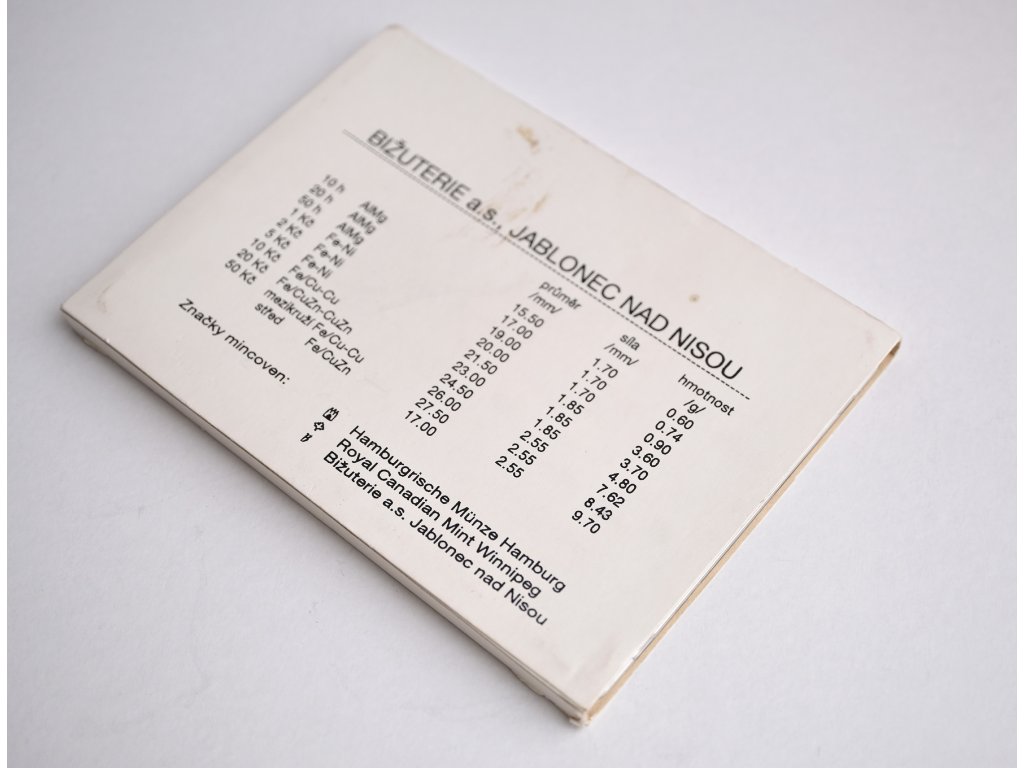 BIŽUTERIE a.s., JABLONEC NAD NISOU
průměr síla hmotnost
/mm/ /mm/ /g/
10 h AlMg 15.50 1.70 0.60
20 h AlMg 17.00 1.70 0.74
50 h AlMg 19.00 1.70 0.90
1 Kč Fe-Ni 20.00 1.85 3.60
2 Kč Fe-Ni 21.50 1.85 3.70
5 Kč Fe-Ni 23.00 1.85 4.80
10 Kč Fe/Cu-Cu 24.50 2.55 7.62
20 Kč Fe/CuZn-CuZn 26.00 2.55 8.43
50 Kč mezikruží Fe/Cu-Cu 27.50 2.55 9.70
střed Fe/CuZn 17.00
Značky mincoven:
Hamburgrische Münze Hamburg
Royal Canadian Mint Winnipeg
Bižuterie a.s. Jablonec nad Nisou